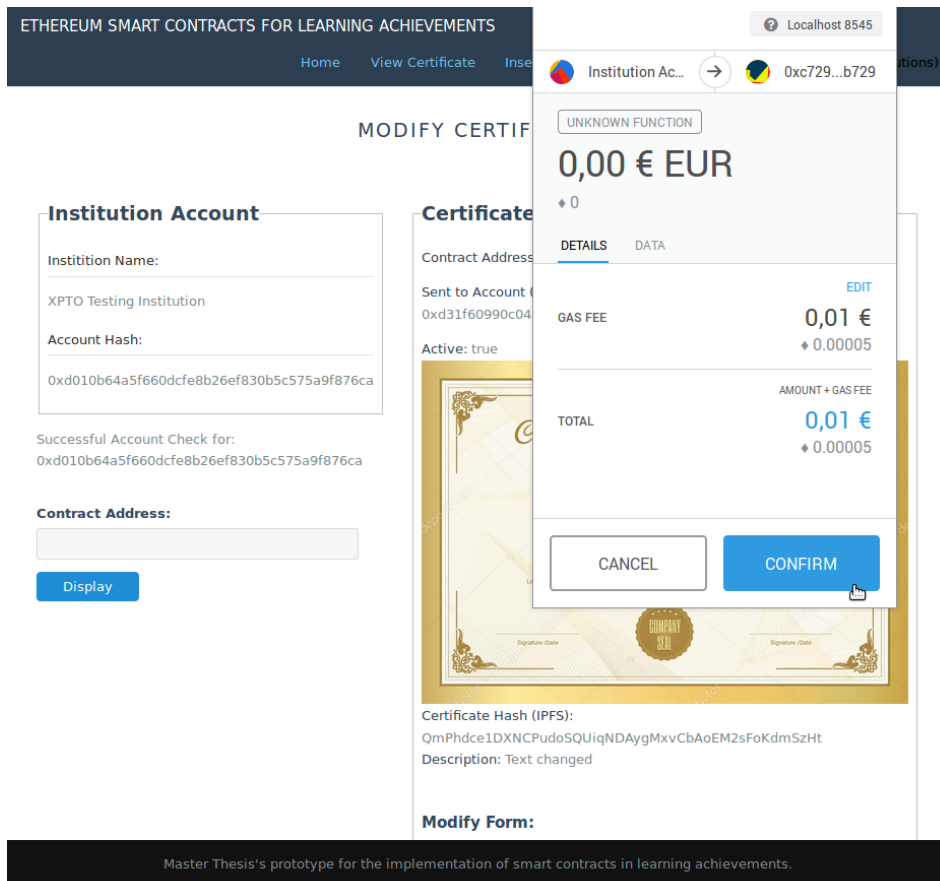 ETHEREUM SMART CONTRACTS FOR LEARNING ACHIEVEMENTS
Home View Certificate Inse
utions)
MODIFY CERTIF
Institution Account
Institition Name:
XPTO Testing Institution
Account Hash:
0xd010b64a5f660dcfe8b26ef830b5c575a9f876ca
Successful Account Check for:
0xd010b64a5f660dcfe8b26ef830b5c575a9f876ca
Contract Address:
Display
Certificate
Contract Address
Sent to Account (
0xd31f60990c04
Active: true
Signature /Date
COMPANY
SEAL
Signature /Date
Certificate Hash (IPFS):
QmPhdce1DXNCPudoSQUiqNDAygMxvCbAoEM2sFoKdmSzHt
Description: Text changed
Modify Form:
Localhost 8545
Institution Ac... 0xc729...b729
UNKNOWN FUNCTION
0,00 € EUR
♦ 0
DETAILS DATA
EDIT
GAS FEE 0,01 €
♦ 0.00005
AMOUNT + GAS FEE
TOTAL 0,01 €
♦ 0.00005
CANCEL CONFIRM
Master Thesis's prototype for the implementation of smart contracts in learning achievements.